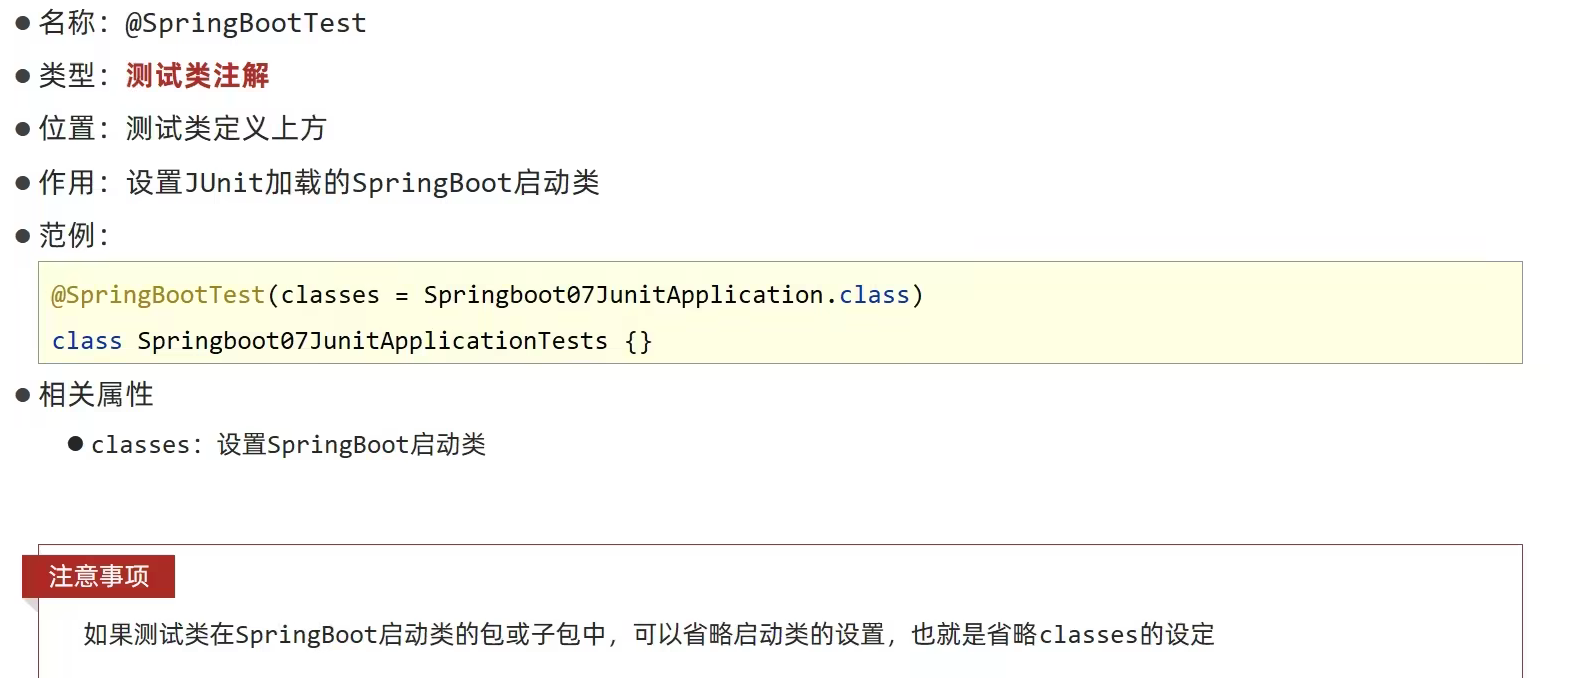 ● 名称：@SpringBootTest
● 类型：测试类注解
● 位置：测试类定义上方
● 作用：设置JUnit加载的SpringBoot启动类
● 范例：
@SpringBootTest(classes = Springboot07JunitApplication.class)
class Springboot07JunitApplicationTests {}
● 相关属性
● classes：设置SpringBoot启动类
注意事项
如果测试类在SpringBoot启动类的包或子包中，可以省略启动类的设置，也就是省略classes的设定